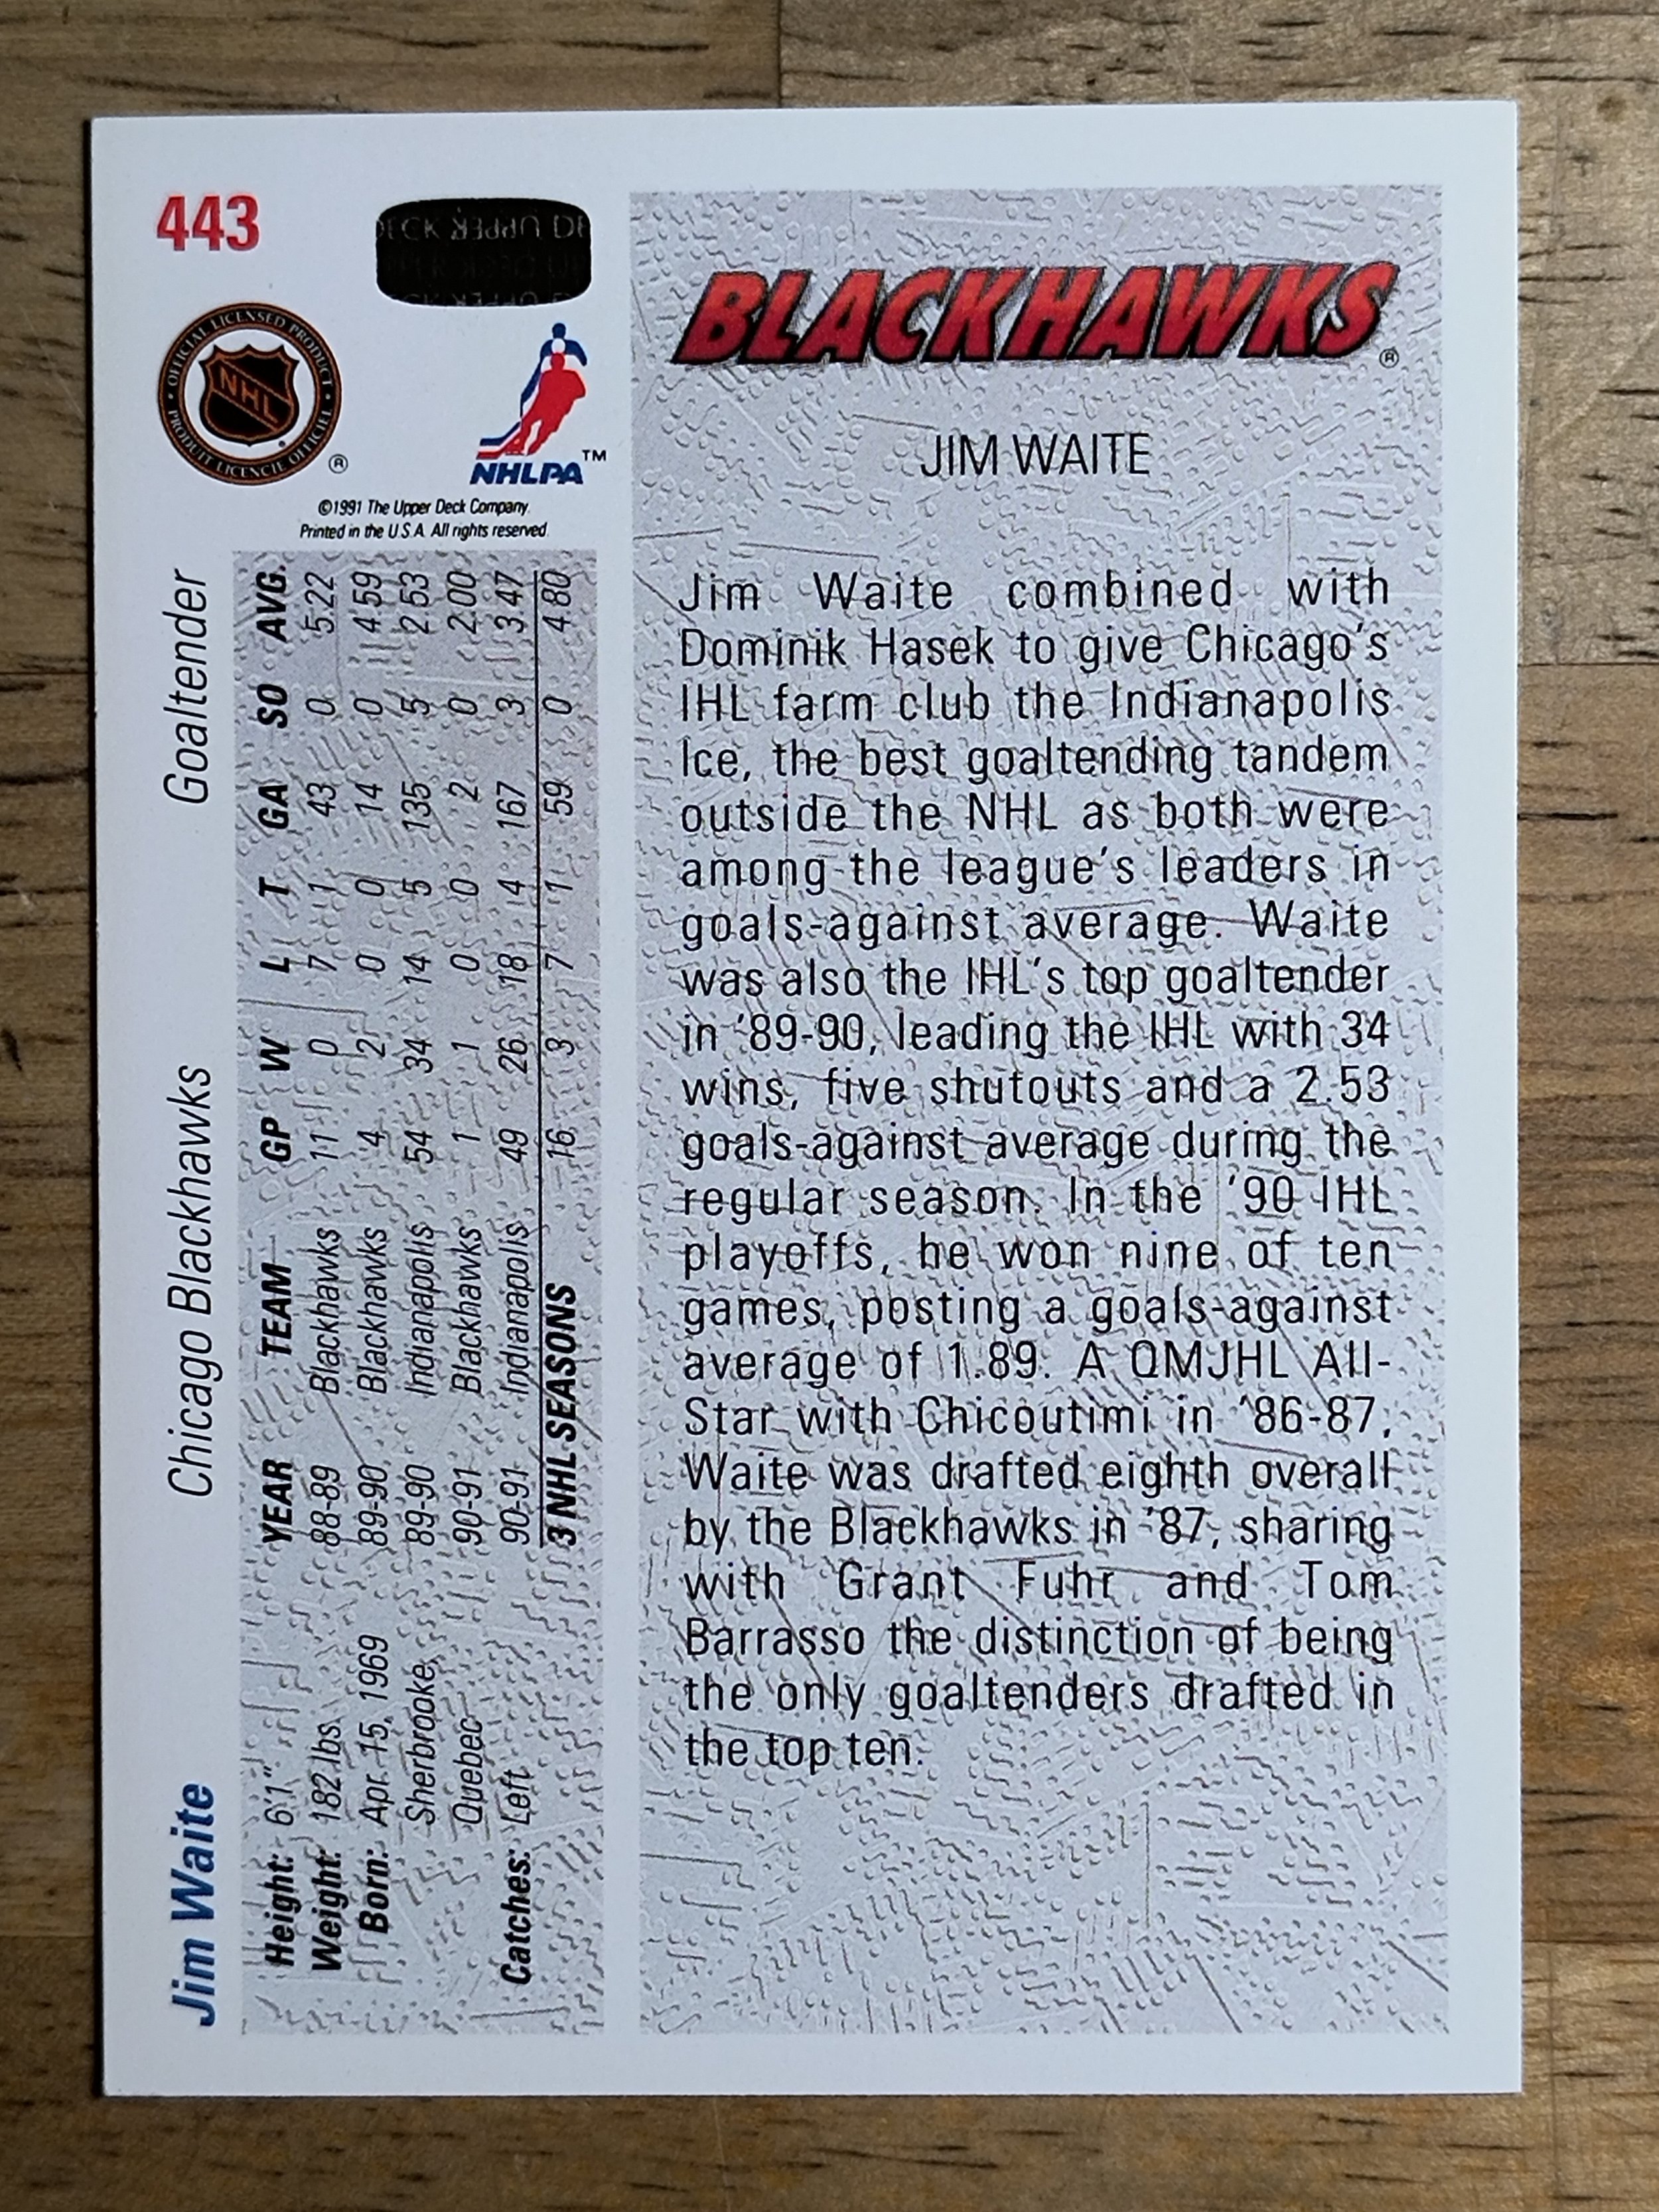 443
DECK UPPER DE
OFFICIAL LICENSED PRODUCT
NHL
PRODUIT LICENCIE OFFICIEL
®
NHLPA™
©1991 The Upper Deck Company.
Printed in the U.S.A. All rights reserved.
Jim Waite Chicago Blackhawks Goaltender
Height: 6'1"
Weight: 182 lbs.
Born: Apr. 15, 1969
Sherbrooke,
Quebec
Catches: Left
YEAR TEAM GP W L T GA SO AVG.
88-89 Blackhawks 11 0 7 1 43 0 5.22
89-90 Blackhawks 4 2 0 0 14 0 4.59
89-90 Indianapolis 54 34 14 5 135 5 2.53
90-91 Blackhawks 1 1 0 0 2 0 2.00
90-91 Indianapolis 49 26 18 4 167 3 3.47
3 NHL SEASONS 16 3 7 1 59 0 4.80
BLACKHAWKS®
JIM WAITE
Jim Waite combined with
Dominik Hasek to give Chicago's
IHL farm club the Indianapolis
Ice, the best goaltending tandem
outside the NHL as both were
among the league's leaders in
goals-against average. Waite
was also the IHL's top goaltender
in '89-90, leading the IHL with 34
wins, five shutouts and a 2.53
goals-against average during the
regular season. In the '90 IHL
playoffs, he won nine of ten
games, posting a goals-against
average of 1.89. A QMJHL All-
Star with Chicoutimi in '86-87,
Waite was drafted eighth overall
by the Blackhawks in '87, sharing
with Grant Fuhr and Tom
Barrasso the distinction of being
the only goaltenders drafted in
the top ten.